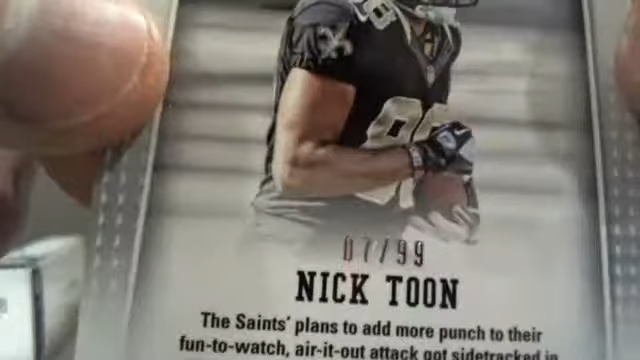 07/99
NICK TOON
The Saints' plans to add more punch to their
fun-to-watch, air-it-out attack got sidetracked in